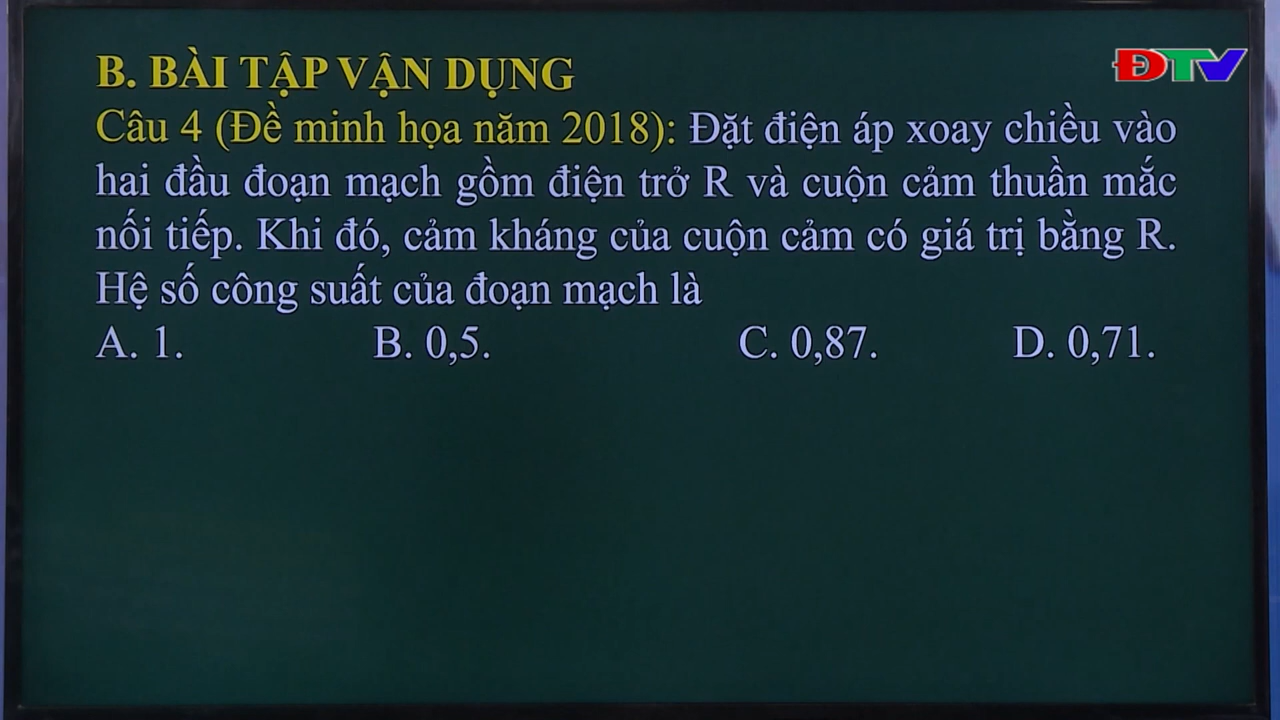 ĐTV
B. BÀI TẬP VẬN DỤNG
Câu 4 (Đề minh họa năm 2018): Đặt điện áp xoay chiều vào
hai đầu đoạn mạch gồm điện trở R và cuộn cảm thuần mắc
nối tiếp. Khi đó, cảm kháng của cuộn cảm có giá trị bằng R.
Hệ số công suất của đoạn mạch là
A. 1. B. 0,5. C. 0,87. D. 0,71.